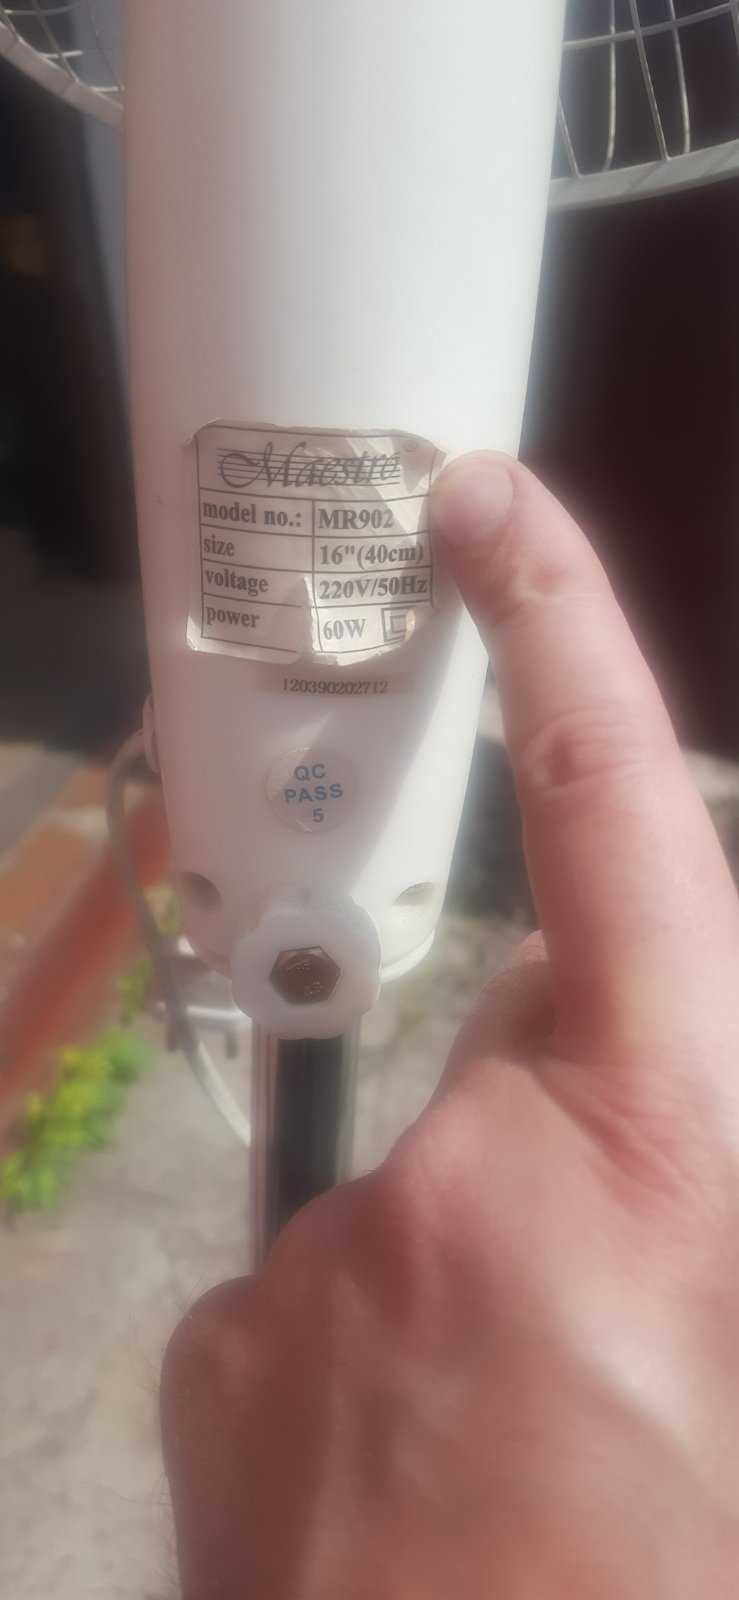 Maestro®
model no.: MR902
size 16"(40cm)
voltage 220V/50Hz
power 60W
120390202712
QC
PASS
5